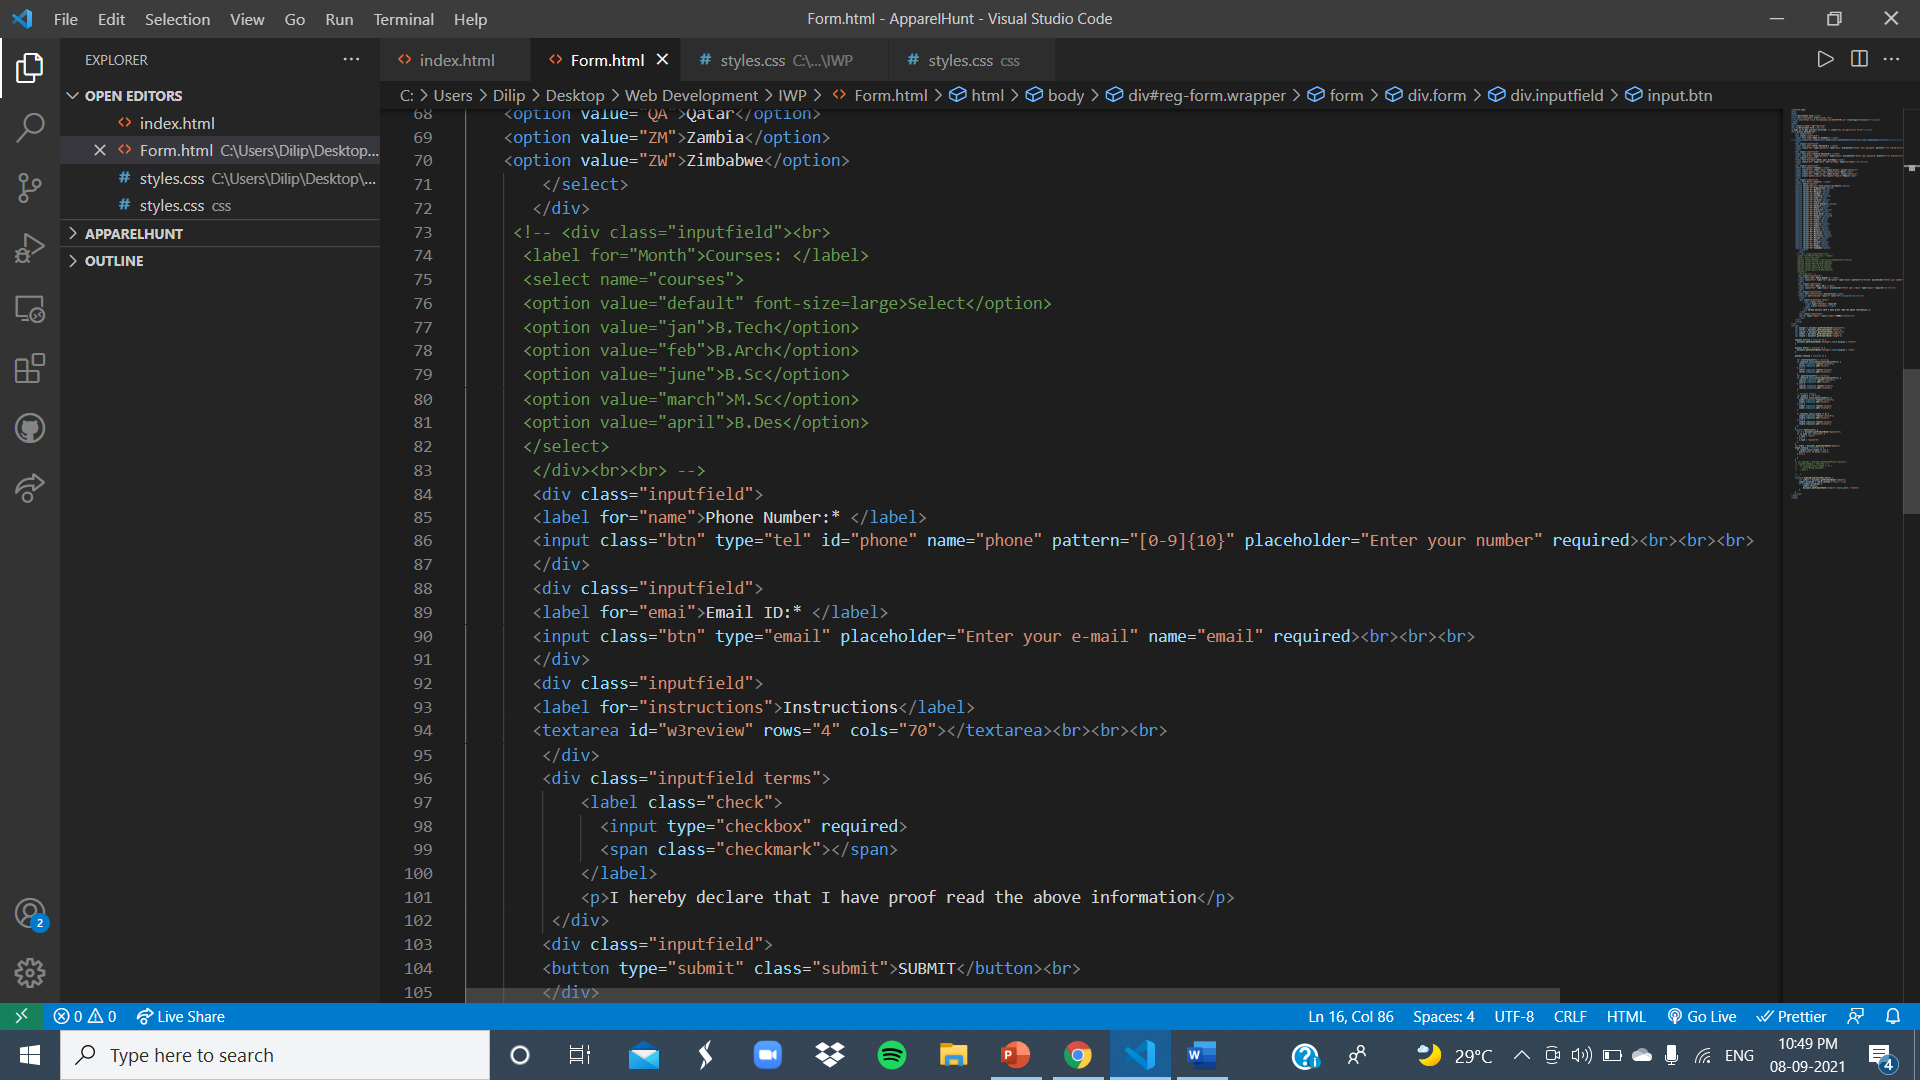 File Edit Selection View Go Run Terminal Help
Form.html - ApparelHunt - Visual Studio Code
EXPLORER
index.html
Form.html
styles.css C:\...\IWP
styles.css css
C: > Users > Dilip > Desktop > Web Development > IWP > Form.html > html > body > div#reg-form.wrapper > form > div.form > div.inputfield > input.btn
OPEN EDITORS
index.html
Form.html C:\Users\Dilip\Desktop...
styles.css C:\Users\Dilip\Desktop\...
styles.css css
APPARELHUNT
OUTLINE
68 <option value="QA">Qatar</option>
69 <option value="ZM">Zambia</option>
70 <option value="ZW">Zimbabwe</option>
71 </select>
72 </div>
73 <!-- <div class="inputfield"><br>
74 <label for="Month">Courses: </label>
75 <select name="courses">
76 <option value="default" font-size=large>Select</option>
77 <option value="jan">B.Tech</option>
78 <option value="feb">B.Arch</option>
79 <option value="june">B.Sc</option>
80 <option value="march">M.Sc</option>
81 <option value="april">B.Des</option>
82 </select>
83 </div><br><br> -->
84 <div class="inputfield">
85 <label for="name">Phone Number:* </label>
86 <input class="btn" type="tel" id="phone" name="phone" pattern="[0-9]{10}" placeholder="Enter your number" required><br><br><br>
87 </div>
88 <div class="inputfield">
89 <label for="emai">Email ID:* </label>
90 <input class="btn" type="email" placeholder="Enter your e-mail" name="email" required><br><br><br>
91 </div>
92 <div class="inputfield">
93 <label for="instructions">Instructions</label>
94 <textarea id="w3review" rows="4" cols="70"></textarea><br><br><br>
95 </div>
96 <div class="inputfield terms">
97 <label class="check">
98 <input type="checkbox" required>
99 <span class="checkmark"></span>
100 </label>
101 <p>I hereby declare that I have proof read the above information</p>
102 </div>
103 <div class="inputfield">
104 <button type="submit" class="submit">SUBMIT</button><br>
105 </div>
2
0 0 Live Share
Ln 16, Col 86 Spaces: 4 UTF-8 CRLF HTML Go Live Prettier
Type here to search
29°C ENG
10:49 PM
08-09-2021
4